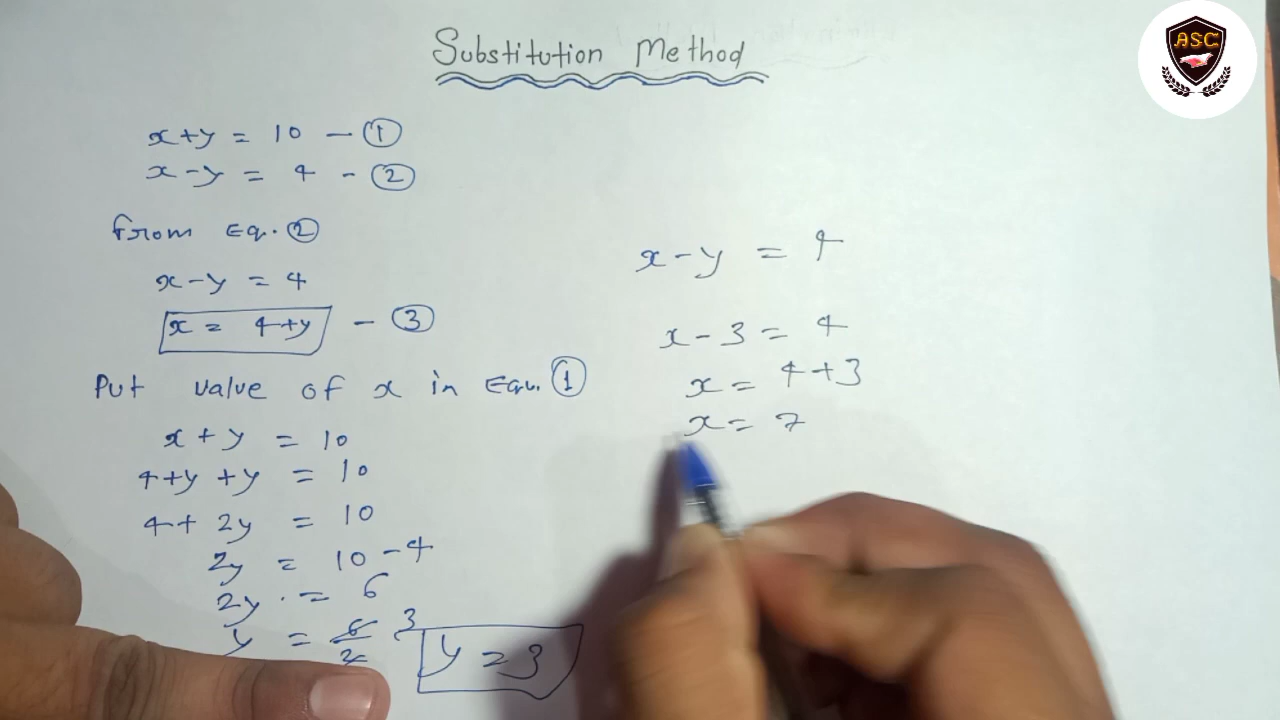 Substitution Method
ASC
x+y = 10 — ①
x-y = 4 - ②
from Eq. ②
x-y = 4
x = 4+y - ③
Put value of x in Equ. ①
x+y = 10
4+y+y = 10
4+ 2y = 10
2y = 10-4
2y . = 6
y = 6/2 3
y = 3
x-y = 4
x-3 = 4
x = 4+3
x = 7